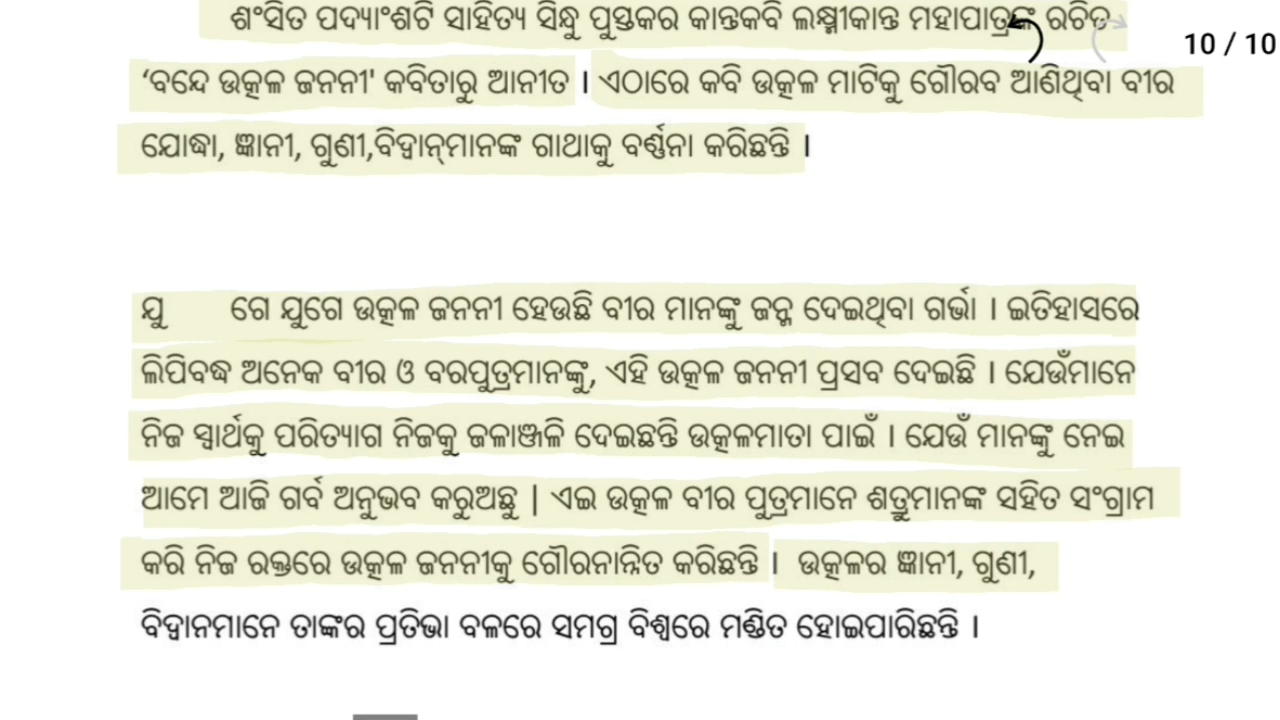 ଶଂସିତ ପଦ୍ୟାଂଶଟି ସାହିତ୍ୟ ସିନ୍ଧୁ ପୁସ୍ତକର କାନ୍ତକବି ଲକ୍ଷ୍ମୀକାନ୍ତ ମହାପାତ୍ରଙ୍କ ରଚିତ
10 / 10
‘ବନ୍ଦେ ଉତ୍କଳ ଜନନୀ' କବିତାରୁ ଆନୀତ । ଏଠାରେ କବି ଉତ୍କଳ ମାଟିକୁ ଗୌରବ ଆଣିଥିବା ବୀର
ଯୋଦ୍ଧା, ଜ୍ଞାନୀ, ଗୁଣୀ,ବିଦ୍ୱାନ୍‌ମାନଙ୍କ ଗାଥାକୁ ବର୍ଣ୍ଣନା କରିଛନ୍ତି ।
ଯୁ ଗେ ଯୁଗେ ଉତ୍କଳ ଜନନୀ ହେଉଛି ବୀର ମାନଙ୍କୁ ଜନ୍ମ ଦେଇଥିବା ଗର୍ଭା । ଇତିହାସରେ
ଲିପିବଦ୍ଧ ଅନେକ ବୀର ଓ ବରପୁତ୍ରମାନଙ୍କୁ, ଏହି ଉତ୍କଳ ଜନନୀ ପ୍ରସବ ଦେଇଛି । ଯେଉଁମାନେ
ନିଜ ସ୍ୱାର୍ଥକୁ ପରିତ୍ୟାଗ ନିଜକୁ ଜଳାଞ୍ଜଳି ଦେଇଛନ୍ତି ଉତ୍କଳମାତା ପାଇଁ । ଯେଉଁ ମାନଙ୍କୁ ନେଇ
ଆମେ ଆଜି ଗର୍ବ ଅନୁଭବ କରୁଅଛୁ | ଏଇ ଉତ୍କଳ ବୀର ପୁତ୍ରମାନେ ଶତ୍ରୁମାନଙ୍କ ସହିତ ସଂଗ୍ରାମ
କରି ନିଜ ରକ୍ତରେ ଉତ୍କଳ ଜନନୀକୁ ଗୌରନାନ୍ନିତ କରିଛନ୍ତି । ଉତ୍କଳର ଜ୍ଞାନୀ, ଗୁଣୀ,
ବିଦ୍ୱାନମାନେ ତାଙ୍କର ପ୍ରତିଭା ବଳରେ ସମଗ୍ର ବିଶ୍ୱରେ ମଣ୍ଡିତ ହୋଇପାରିଛନ୍ତି ।